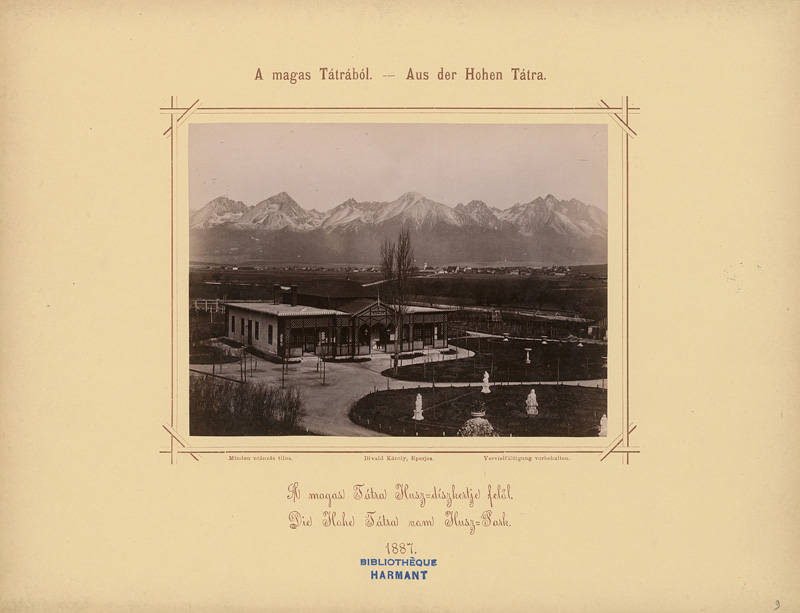 A magas Tátrából. — Aus der Hohen Tátra.
Minden utánzás tilos. Divald Károly, Eperjes. Vervielfältigung vorbehalten.
A magas Tátra Husz=díszkertje felül.
Die Hohe Tátra vom Husz=Park.
1887.
BIBLIOTHÈQUE
HARMANT
9